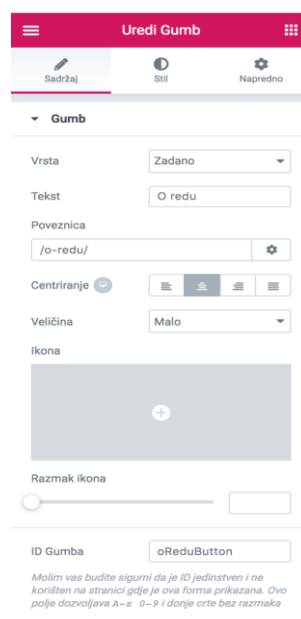 Uredi Gumb
Sadržaj Stil Napredno
Gumb
Vrsta Zadano
Tekst O redu
Poveznica
/o-redu/
Centriranje
Veličina Malo
Ikona
Razmak ikona
ID Gumba oReduButton
Molim vas budite sigurni da je ID jedinstven i ne
korišten na stranici gdje je ova forma prikazana. Ovo
polje dozvoljava A-z 0-9 i donje crte bez razmaka